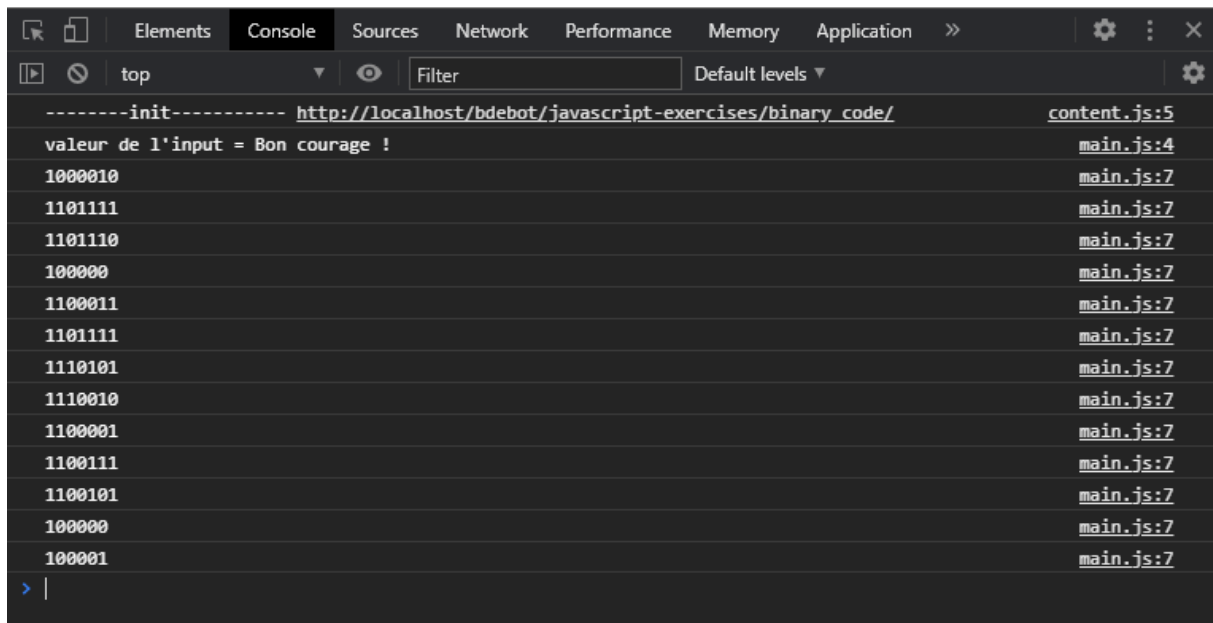 Elements Console Sources Network Performance Memory Application »
top Filter Default levels
--------init----------- http://localhost/bdebot/javascript-exercises/binary_code/ content.js:5
valeur de l'input = Bon courage ! main.js:4
1000010 main.js:7
1101111 main.js:7
1101110 main.js:7
100000 main.js:7
1100011 main.js:7
1101111 main.js:7
1110101 main.js:7
1110010 main.js:7
1100001 main.js:7
1100111 main.js:7
1100101 main.js:7
100000 main.js:7
100001 main.js:7
>